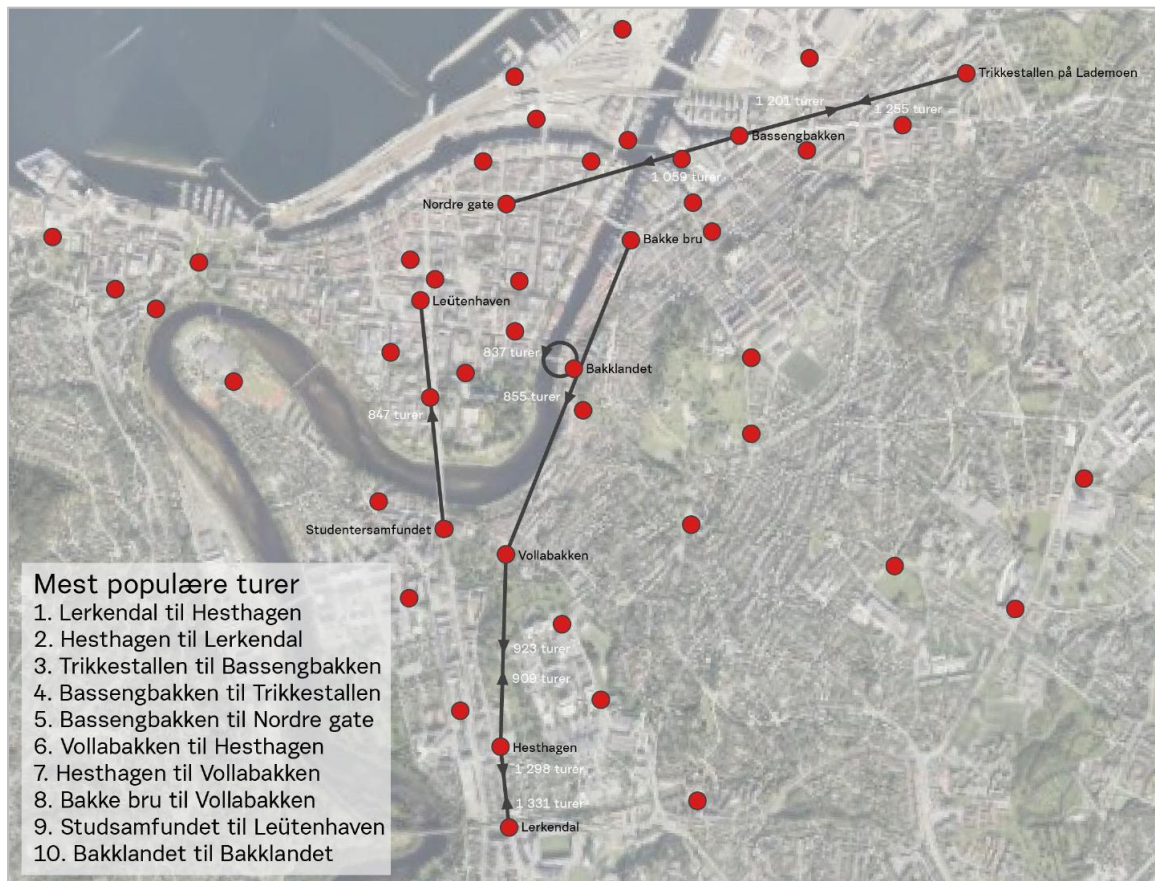 Trikkestallen på Lademoen
1 201 turer
1 255 turer
Bassengbakken
1 059 turer
Nordre gate
Bakke bru
Leütenhaven
837 turer
Bakklandet
855 turer
847 turer
Studentersamfundet
Vollabakken
923 turer
909 turer
Hesthagen
1 298 turer
1 331 turer
Lerkendal
Mest populære turer
1. Lerkendal til Hesthagen
2. Hesthagen til Lerkendal
3. Trikkestallen til Bassengbakken
4. Bassengbakken til Trikkestallen
5. Bassengbakken til Nordre gate
6. Vollabakken til Hesthagen
7. Hesthagen til Vollabakken
8. Bakke bru til Vollabakken
9. Studsamfundet til Leütenhaven
10. Bakklandet til Bakklandet